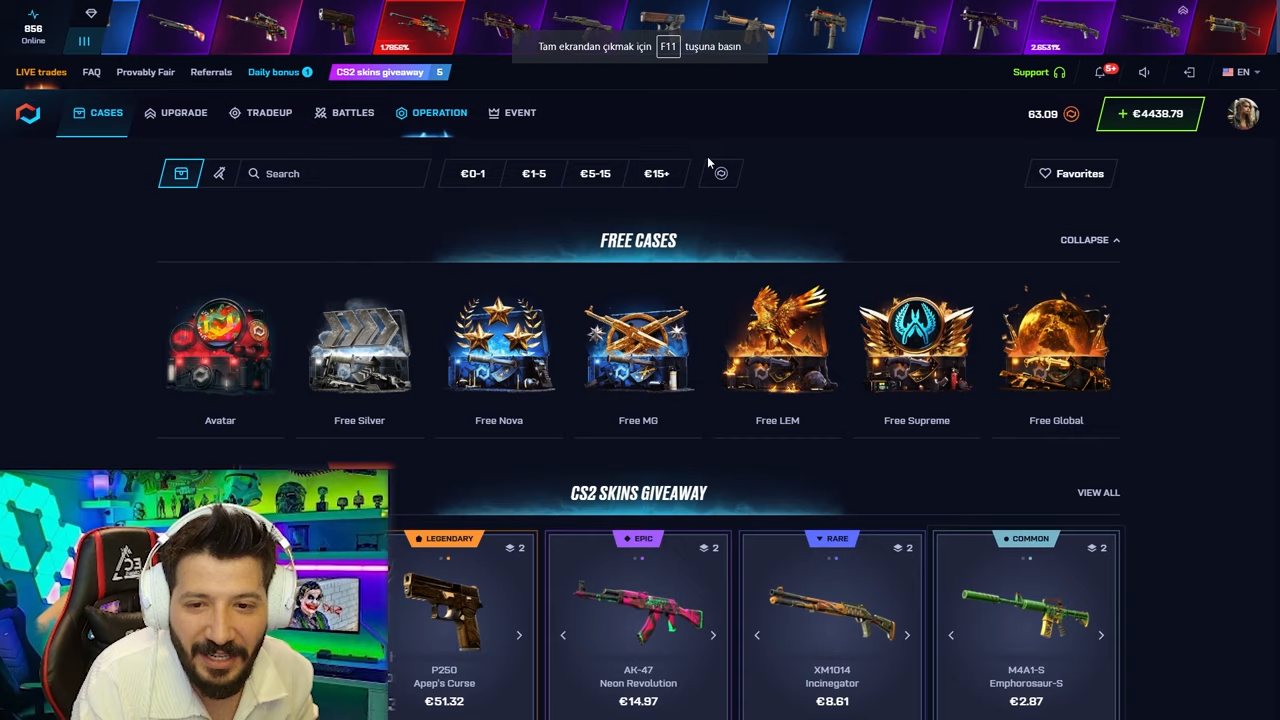 856
Online
1.7856%
2.6531%
Tam ekrandan çıkmak için F11 tuşuna basın
LIVE trades
FAQ
Provably Fair
Referrals
Daily bonus 1
CS2 skins giveaway 5
Support
5+
EN
CASES
UPGRADE
TRADEUP
BATTLES
OPERATION
EVENT
63.09
+ €4438.79
Search
€0-1
€1-5
€5-15
€15+
Favorites
FREE CASES
COLLAPSE
Avatar
Free Silver
Free Nova
Free MG
Free LEM
Free Supreme
Free Global
CS2 SKINS GIVEAWAY
VIEW ALL
LEGENDARY
2
P250
Apep's Curse
€51.32
EPIC
2
AK-47
Neon Revolution
€14.97
RARE
2
XM1014
Incinegator
€8.61
COMMON
2
M4A1-S
Emphorosaur-S
€2.87